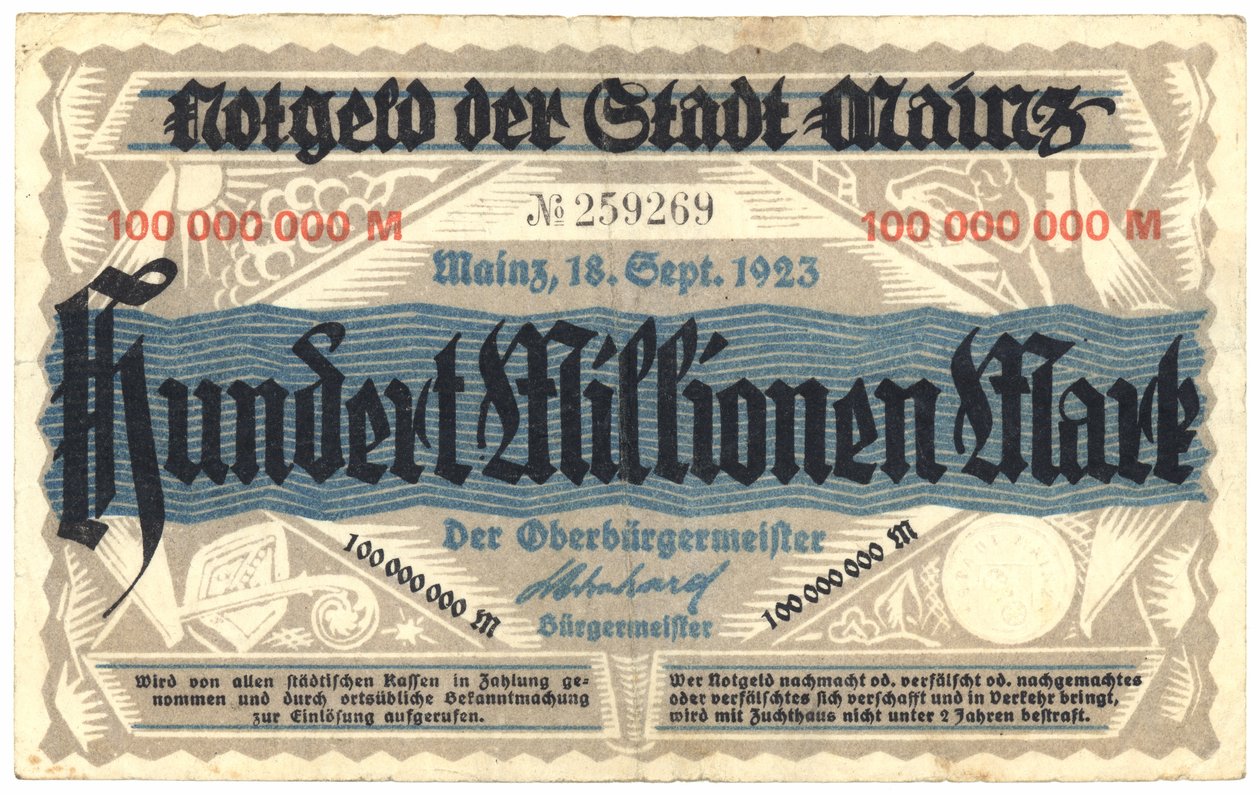 Notgeld der Stadt Mainz
100 000 000 M
№ 259269
100 000 000 M
Mainz, 18. Sept. 1923
Hundert Millionen Mark
Der Oberbürgermeister
100 000 000 M
100 000 000 M
Bürgermeister
Wird von allen städtischen Kassen in Zahlung ge-
nommen und durch ortsübliche Bekanntmachung
zur Einlösung aufgerufen.
Wer Notgeld nachmacht od. verfälscht od. nachgemachtes
oder verfälschtes sich verschafft und in Verkehr bringt,
wird mit Zuchthaus nicht unter 2 Jahren bestraft.